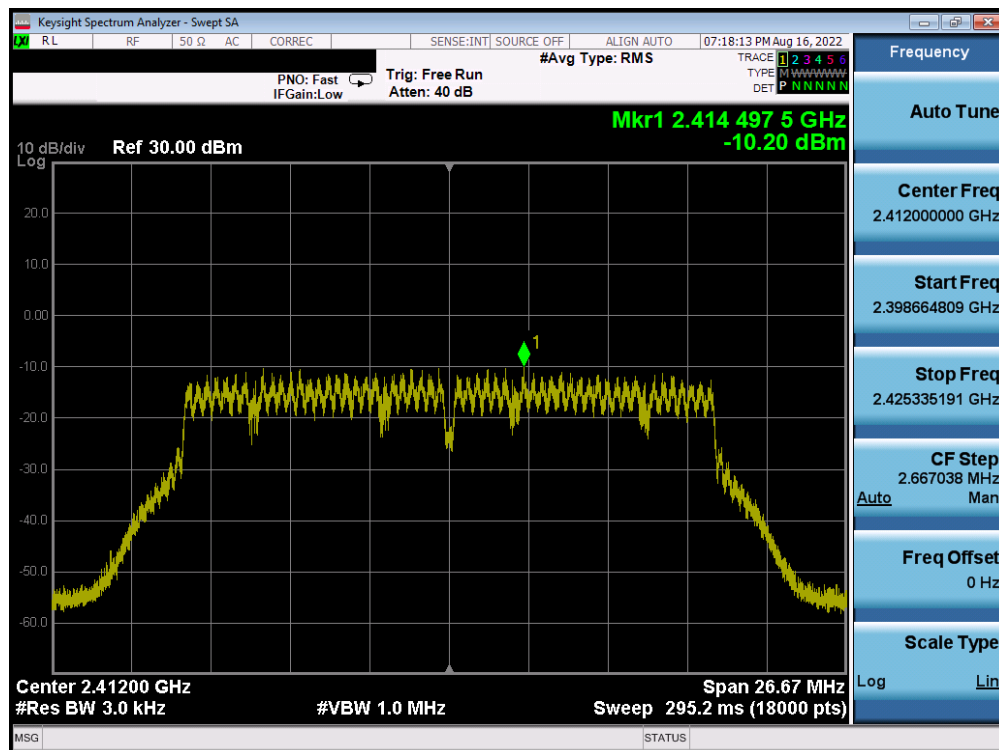 Keysight Spectrum Analyzer - Swept SA
LXI RL RF 50 Ω AC CORREC SENSE:INT SOURCE OFF ALIGN AUTO 07:18:13 PM Aug 16, 2022
#Avg Type: RMS
TRACE 1 2 3 4 5 6
TYPE M WWWWW
DET P N N N N N
PNO: Fast
IFGain:Low
Trig: Free Run
Atten: 40 dB
Mkr1 2.414 497 5 GHz
-10.20 dBm
10 dB/div
Log
Ref 30.00 dBm
20.0
10.0
0.00
1
-10.0
-20.0
-30.0
-40.0
-50.0
-60.0
Center 2.41200 GHz
Span 26.67 MHz
#Res BW 3.0 kHz
#VBW 1.0 MHz
Sweep 295.2 ms (18000 pts)
MSG
STATUS
Frequency
Auto Tune
Center Freq
2.412000000 GHz
Start Freq
2.398664809 GHz
Stop Freq
2.425335191 GHz
CF Step
2.667038 MHz
Auto Man
Freq Offset
0 Hz
Scale Type
Log Lin